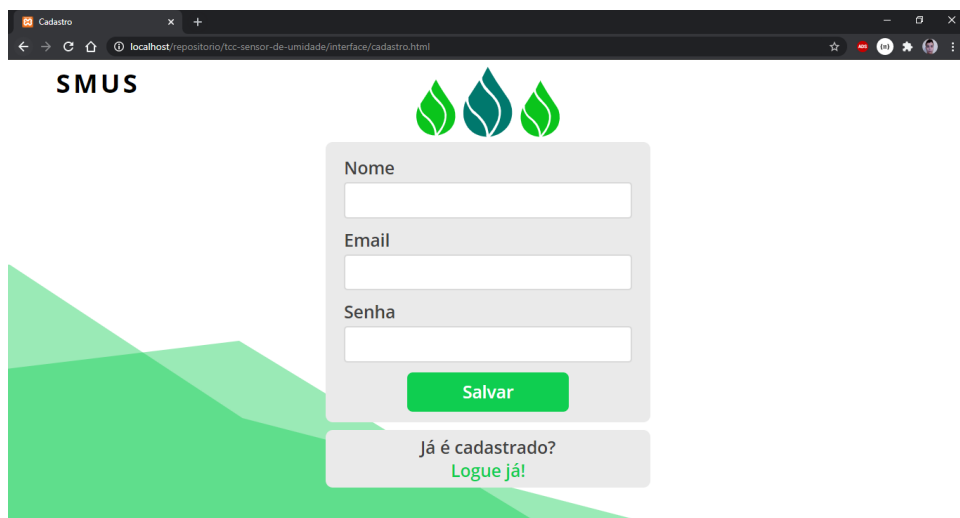 Cadastro
localhost/repositorio/tcc-sensor-de-umidade/interface/cadastro.html
SMUS
Nome
Email
Senha
Salvar
Já é cadastrado?
Logue já!